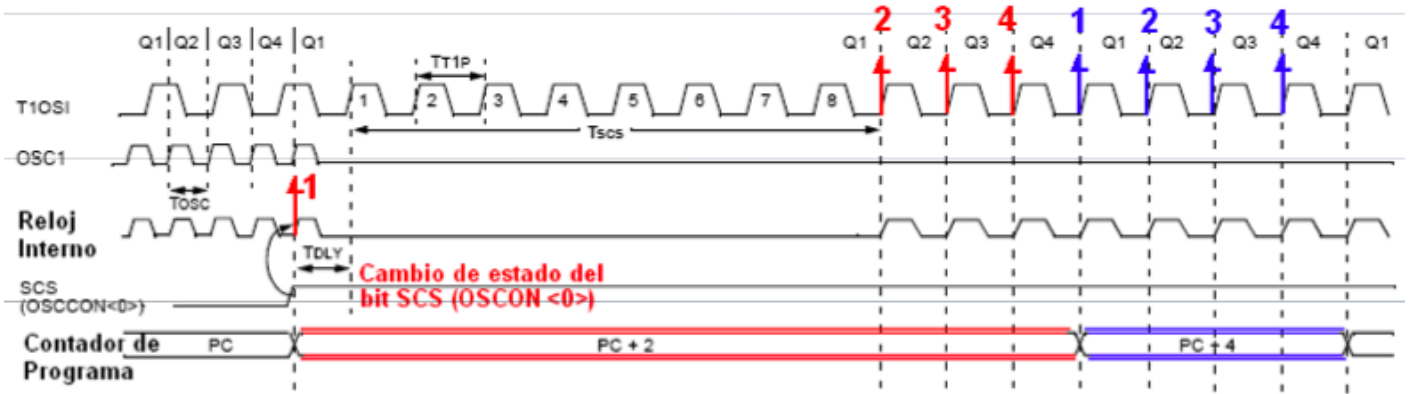 2 3 4 1 2 3 4
Q1 Q2 Q3 Q4 Q1 Q1 Q2 Q3 Q4 Q1 Q2 Q3 Q4 Q1
TT1P
T1OSI
1 2 3 4 5 6 7 8
TSCS
OSC1
TOSC
1
Reloj
Interno
TDLY
Cambio de estado del
bit SCS (OSCON <0>)
SCS
(OSCCON<0>)
Contador de
Programa
PC PC + 2 PC + 4